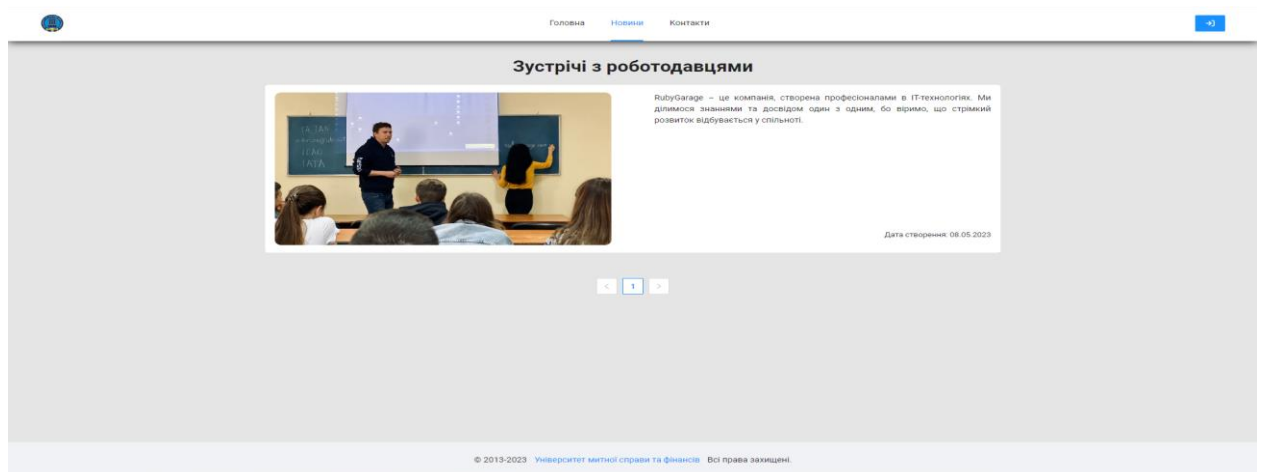 Головна Новини Контакти
Зустрічі з роботодавцями
RubyGarage – це компанія, створена професіоналами в ІТ-технологіях. Ми
ділимося знаннями та досвідом один з одним, бо віримо, що стрімкий
розвиток відбувається у спільноті.
Дата створення: 08.05.2023
< 1 >
© 2013-2023 Університет митної справи та фінансів Всі права захищені.